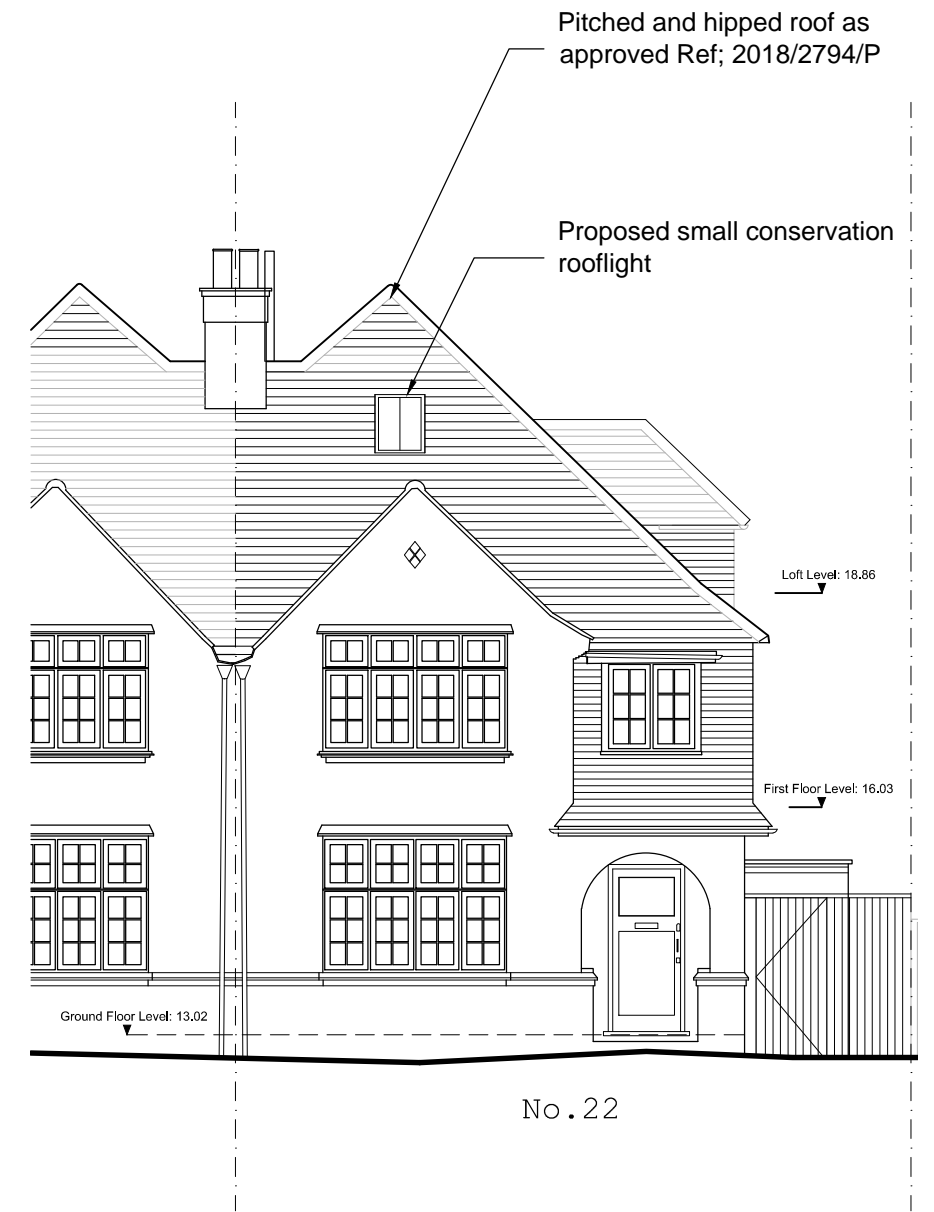 Pitched and hipped roof as
approved Ref; 2018/2794/P
Proposed small conservation
rooflight
Loft Level: 18.86
First Floor Level: 16.03
Ground Floor Level: 13.02
No.22